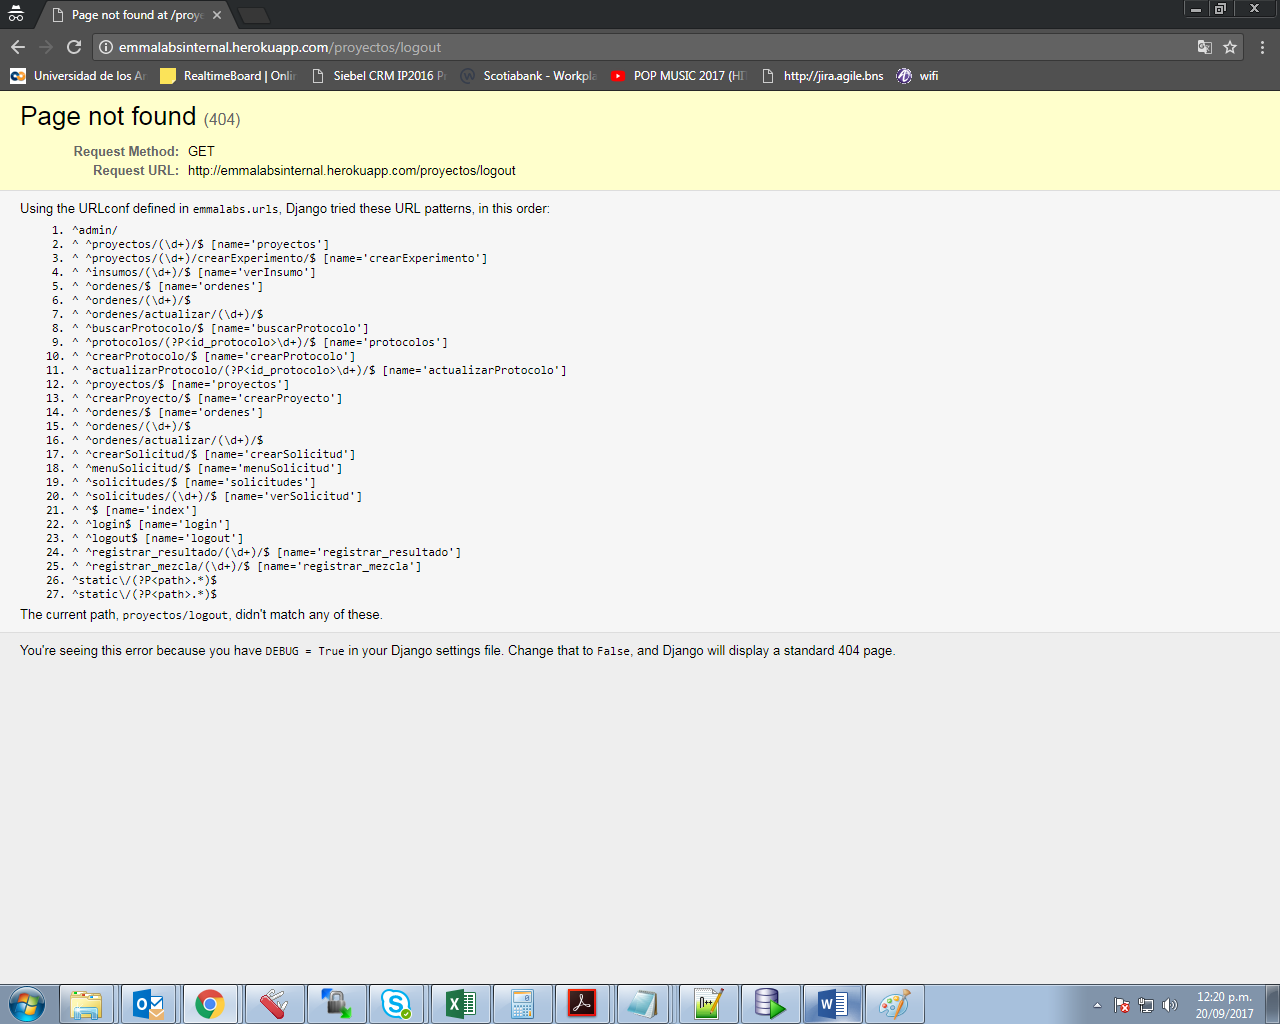 Page not found at /proye
emmalabsinternal.herokuapp.com/proyectos/logout
Universidad de los An RealtimeBoard | Onlin Siebel CRM IP2016 Pr Scotiabank - Workpla POP MUSIC 2017 (HIT http://jira.agile.bns wifi
Page not found (404)
Request Method: GET
Request URL: http://emmalabsinternal.herokuapp.com/proyectos/logout
Using the URLconf defined in emmalabs.urls, Django tried these URL patterns, in this order:
1. ^admin/
2. ^ ^proyectos/(\d+)/$ [name='proyectos']
3. ^ ^proyectos/(\d+)/crearExperimento/$ [name='crearExperimento']
4. ^ ^insumos/(\d+)/$ [name='verInsumo']
5. ^ ^ordenes/$ [name='ordenes']
6. ^ ^ordenes/(\d+)/$
7. ^ ^ordenes/actualizar/(\d+)/$
8. ^ ^buscarProtocolo/$ [name='buscarProtocolo']
9. ^ ^protocolos/(?P<id_protocolo>\d+)/$ [name='protocolos']
10. ^ ^crearProtocolo/$ [name='crearProtocolo']
11. ^ ^actualizarProtocolo/(?P<id_protocolo>\d+)/$ [name='actualizarProtocolo']
12. ^ ^proyectos/$ [name='proyectos']
13. ^ ^crearProyecto/$ [name='crearProyecto']
14. ^ ^ordenes/$ [name='ordenes']
15. ^ ^ordenes/(\d+)/$
16. ^ ^ordenes/actualizar/(\d+)/$
17. ^ ^crearSolicitud/$ [name='crearSolicitud']
18. ^ ^menuSolicitud/$ [name='menuSolicitud']
19. ^ ^solicitudes/$ [name='solicitudes']
20. ^ ^solicitudes/(\d+)/$ [name='verSolicitud']
21. ^ ^$ [name='index']
22. ^ ^login$ [name='login']
23. ^ ^logout$ [name='logout']
24. ^ ^registrar_resultado/(\d+)/$ [name='registrar_resultado']
25. ^ ^registrar_mezcla/(\d+)/$ [name='registrar_mezcla']
26. ^static\/(?P<path>.*)$
27. ^static\/(?P<path>.*)$
The current path, proyectos/logout, didn't match any of these.
You're seeing this error because you have DEBUG = True in your Django settings file. Change that to False, and Django will display a standard 404 page.
12:20 p.m.
20/09/2017